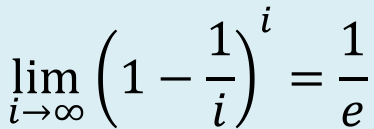 lim_{i→∞} (1 − 1/i)^i = 1/e